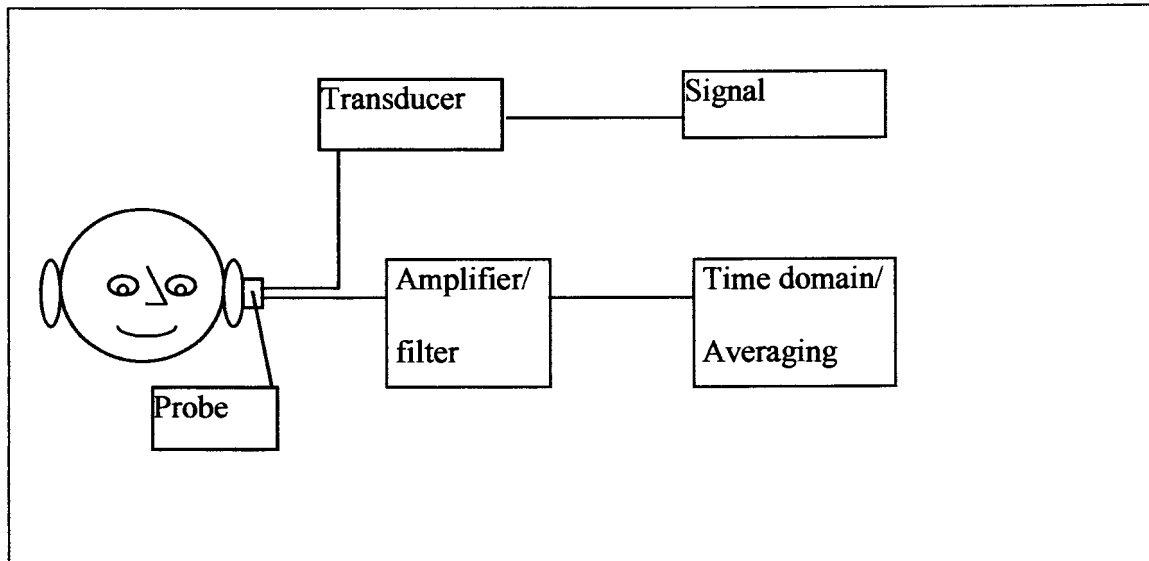 Transducer
Signal
Amplifier/
filter
Time domain/
Averaging
Probe